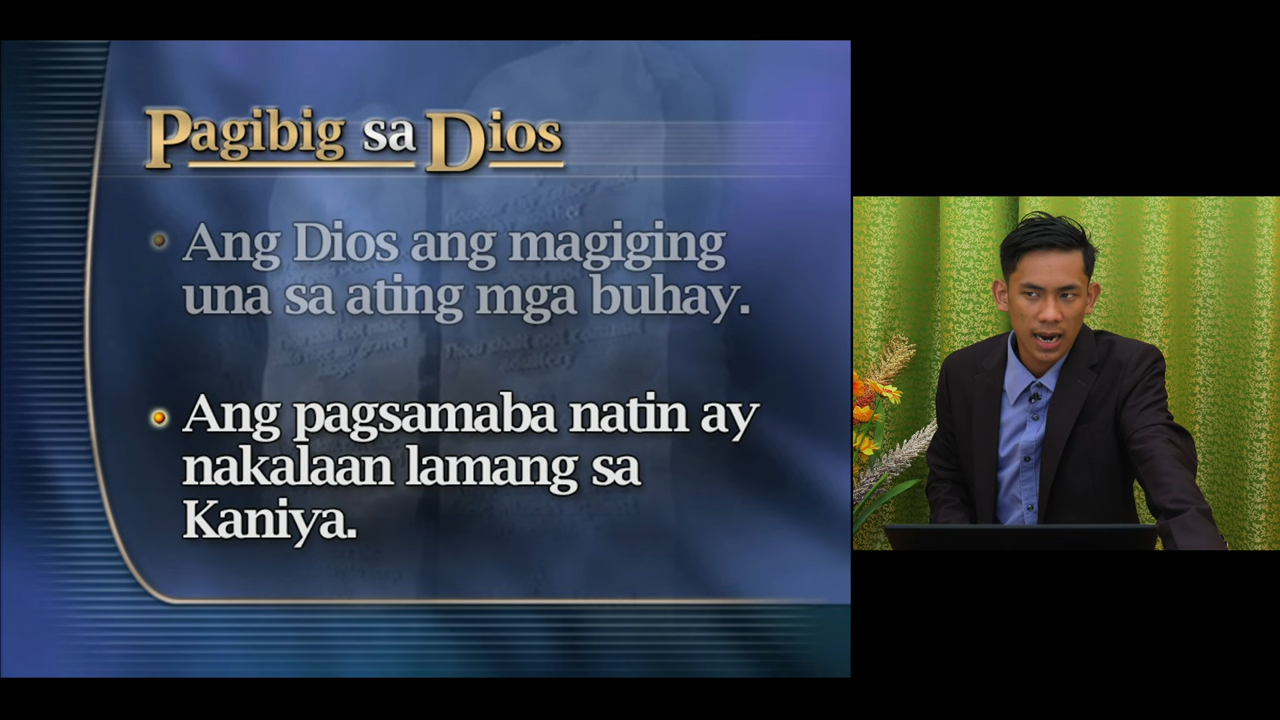 Pagibig sa Dios
Ang Dios ang magiging
una sa ating mga buhay.
Ang pagsamaba natin ay
nakalaan lamang sa
Kaniya.